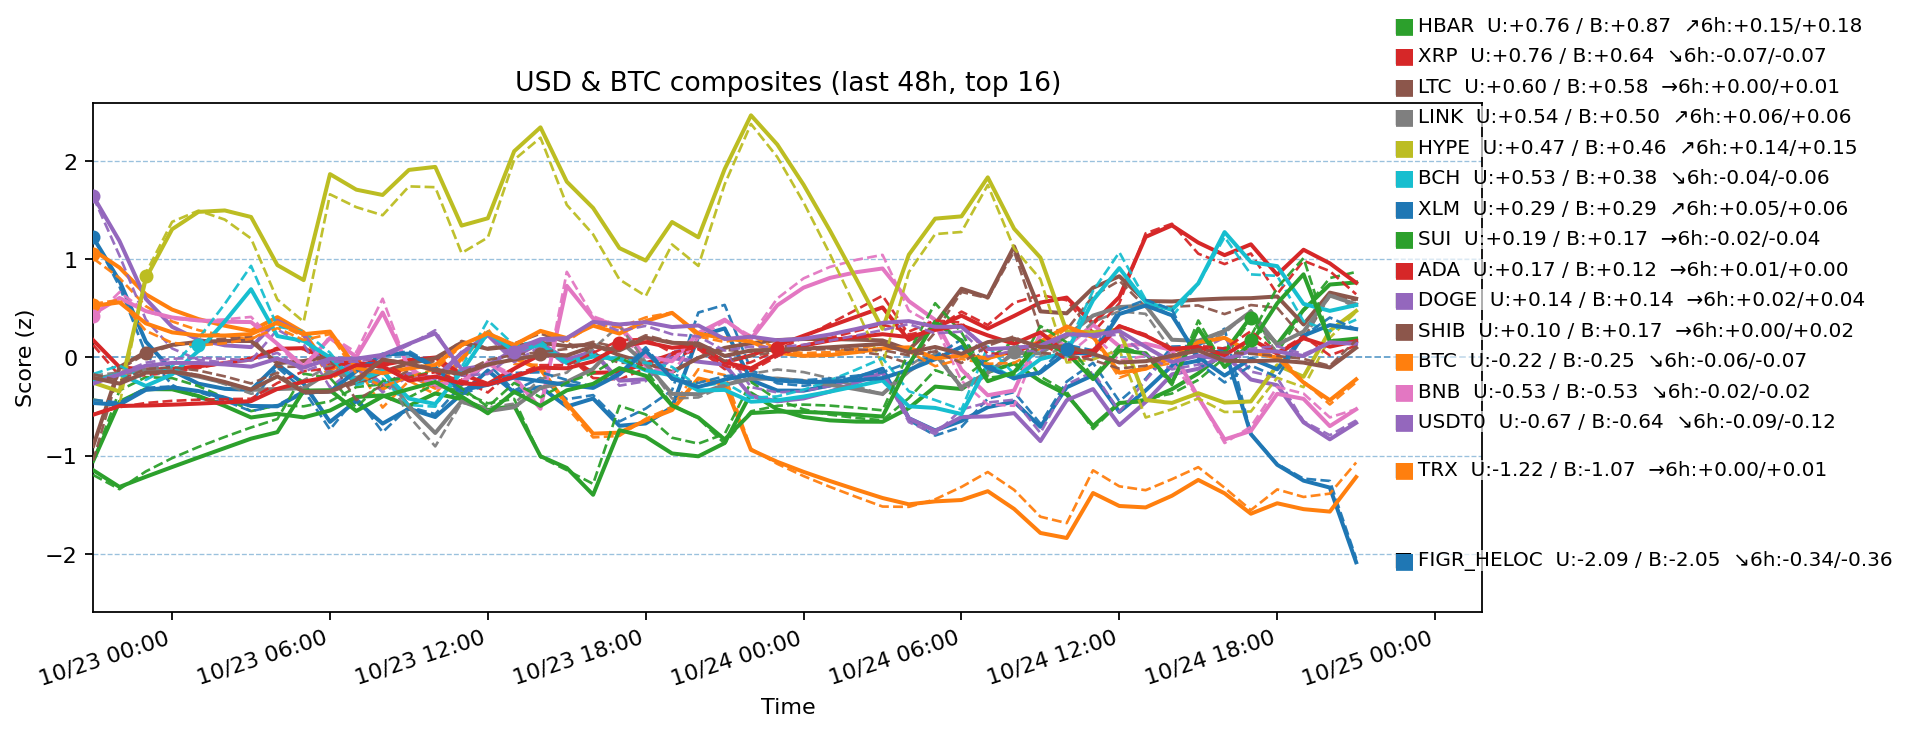 HBAR  U:+0.76 / B:+0.87  ↗6h:+0.15/+0.18
XRP  U:+0.76 / B:+0.64  ↘6h:-0.07/-0.07
USD & BTC composites (last 48h, top 16)
LTC  U:+0.60 / B:+0.58  →6h:+0.00/+0.01
LINK  U:+0.54 / B:+0.50  ↗6h:+0.06/+0.06
HYPE  U:+0.47 / B:+0.46  ↗6h:+0.14/+0.15
BCH  U:+0.53 / B:+0.38  ↘6h:-0.04/-0.06
XLM  U:+0.29 / B:+0.29  ↗6h:+0.05/+0.06
SUI  U:+0.19 / B:+0.17  →6h:-0.02/-0.04
ADA  U:+0.17 / B:+0.12  →6h:+0.01/+0.00
DOGE  U:+0.14 / B:+0.14  →6h:+0.02/+0.04
SHIB  U:+0.10 / B:+0.17  →6h:+0.00/+0.02
BTC  U:-0.22 / B:-0.25  ↘6h:-0.06/-0.07
BNB  U:-0.53 / B:-0.53  ↘6h:-0.02/-0.02
USDT0  U:-0.67 / B:-0.64  ↘6h:-0.09/-0.12
TRX  U:-1.22 / B:-1.07  →6h:+0.00/+0.01
FIGR_HELOC  U:-2.09 / B:-2.05  ↘6h:-0.34/-0.36
Score (z)
2
1
0
−1
−2
10/23 00:00
10/23 06:00
10/23 12:00
10/23 18:00
10/24 00:00
10/24 06:00
10/24 12:00
10/24 18:00
10/25 00:00
Time